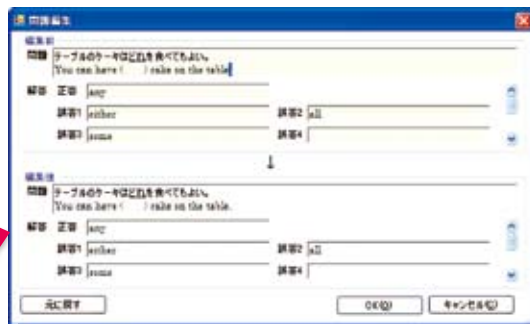 問題編集
編集前
問題 テーブルのケーキはどれを食べてもよい。
You can have ( ) cake on the table
解答 正答 any
誤答1 either 誤答2 all
誤答3 some 誤答4
↓
編集後
問題 テーブルのケーキはどれを食べてもよい。
You can have ( ) cake on the table.
解答 正答 any
誤答1 either 誤答2 all
誤答3 some 誤答4
元に戻す OK(O) キャンセル(C)